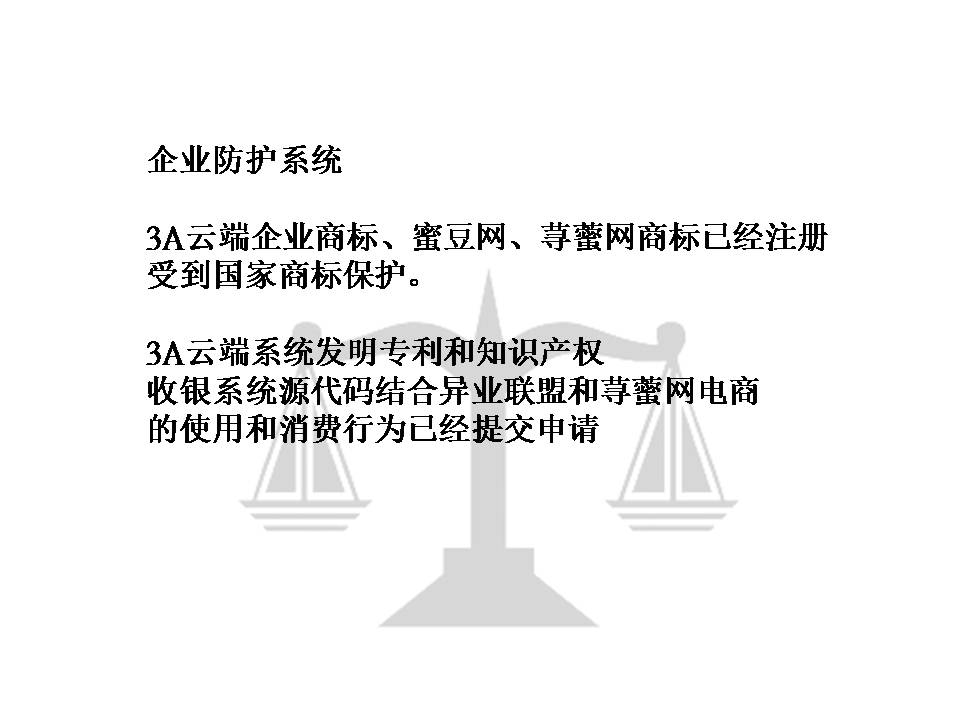 企业防护系统
3A云端企业商标、蜜豆网、荨蘴网商标已经注册
受到国家商标保护。
3A云端系统发明专利和知识产权
收银系统源代码结合异业联盟和荨蘴网电商
的使用和消费行为已经提交申请